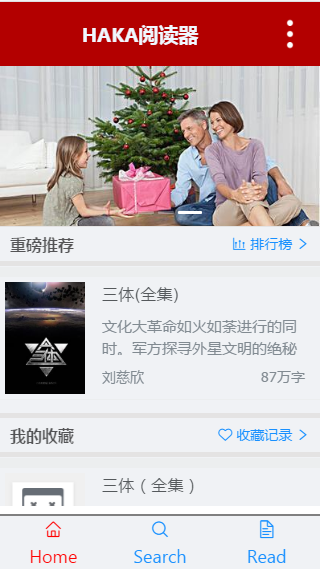 HAKA阅读器
重磅推荐
排行榜
三体(全集)
文化大革命如火如荼进行的同
时。军方探寻外星文明的绝秘
刘慈欣
87万字
我的收藏
收藏记录
三体（全集）
Home
Search
Read